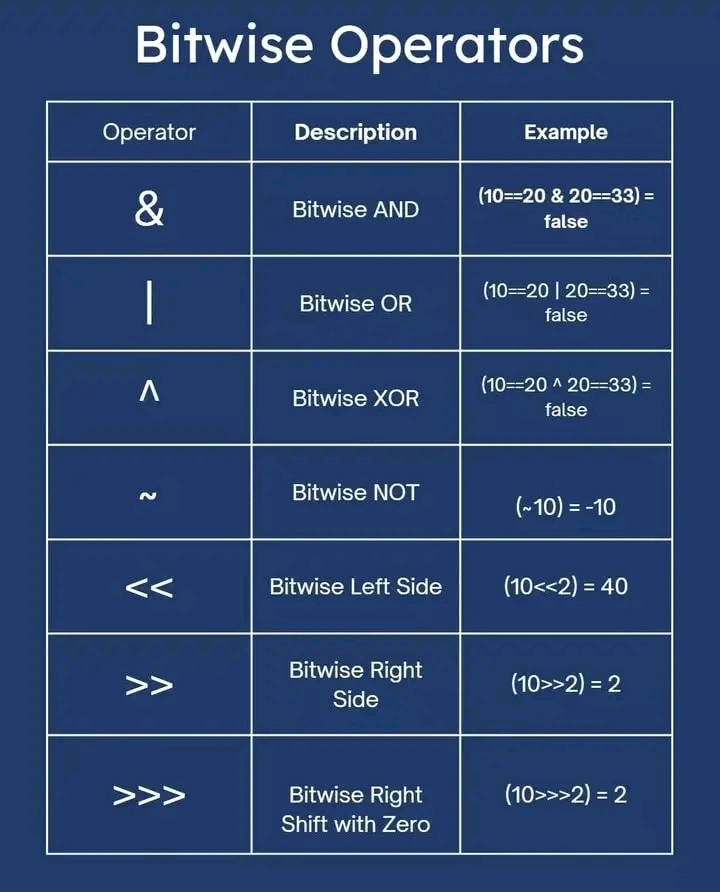 Bitwise Operators
Operator Description Example
& Bitwise AND (10==20 & 20==33) =
false
| Bitwise OR (10==20 | 20==33) =
false
^ Bitwise XOR (10==20 ^ 20==33) =
false
~ Bitwise NOT (~10) = -10
<< Bitwise Left Side (10<<2) = 40
>> Bitwise Right
Side (10>>2) = 2
>>> Bitwise Right
Shift with Zero (10>>>2) = 2